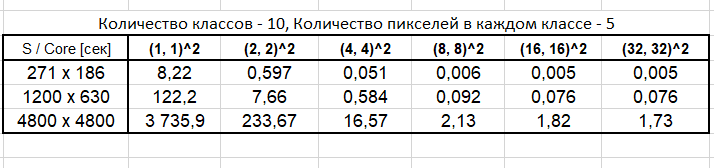 Количество классов - 10, Количество пикселей в каждом классе - 5
S / Core [сек] (1, 1)^2 (2, 2)^2 (4, 4)^2 (8, 8)^2 (16, 16)^2 (32, 32)^2
271 x 186 8,22 0,597 0,051 0,006 0,005 0,005
1200 x 630 122,2 7,66 0,584 0,092 0,076 0,076
4800 x 4800 3 735,9 233,67 16,57 2,13 1,82 1,73